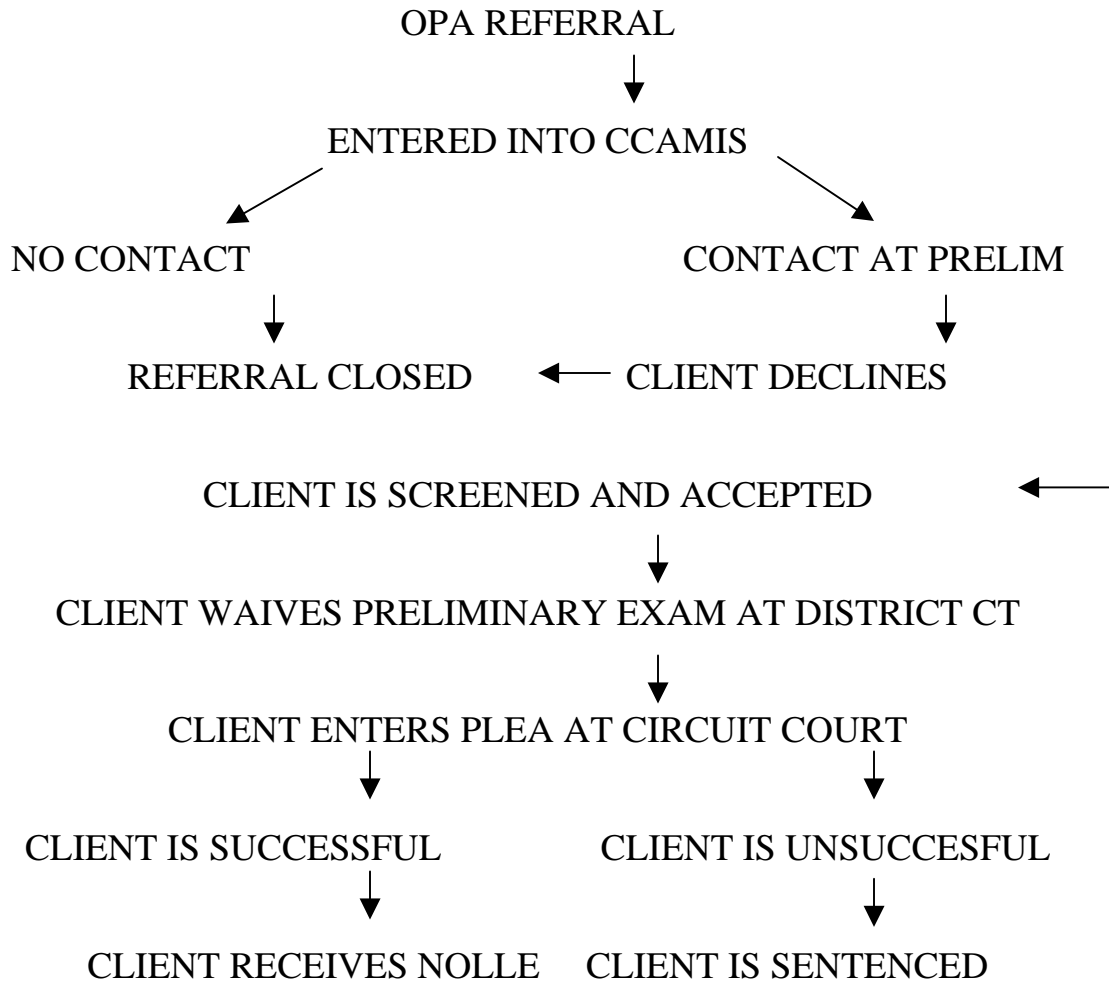 OPA REFERRAL
ENTERED INTO CCAMIS
NO CONTACT
CONTACT AT PRELIM
REFERRAL CLOSED
CLIENT DECLINES
CLIENT IS SCREENED AND ACCEPTED
CLIENT WAIVES PRELIMINARY EXAM AT DISTRICT CT
CLIENT ENTERS PLEA AT CIRCUIT COURT
CLIENT IS SUCCESSFUL
CLIENT IS UNSUCCESFUL
CLIENT RECEIVES NOLLE
CLIENT IS SENTENCED